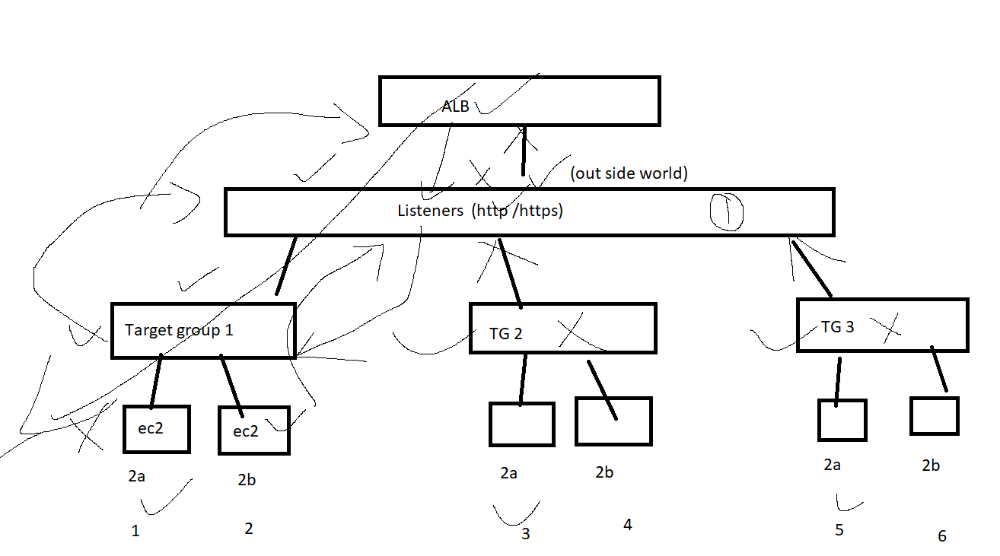 ALB
(out side world)
Listeners (http /https)
1
Target group 1
TG 2
TG 3
ec2
ec2
2a
2b
2a
2b
2a
2b
1
2
3
4
5
6